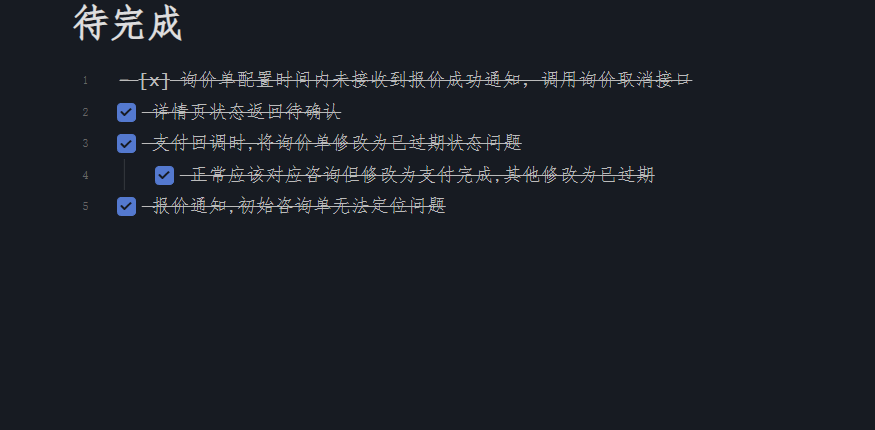 待完成
1 - [x] 询价单配置时间内未接收到报价成功通知，调用询价取消接口
2 详情页状态返回待确认
3 支付回调时,将询价单修改为已过期状态问题
4 正常应该对应咨询但修改为支付完成,其他修改为已过期
5 报价通知,初始咨询单无法定位问题